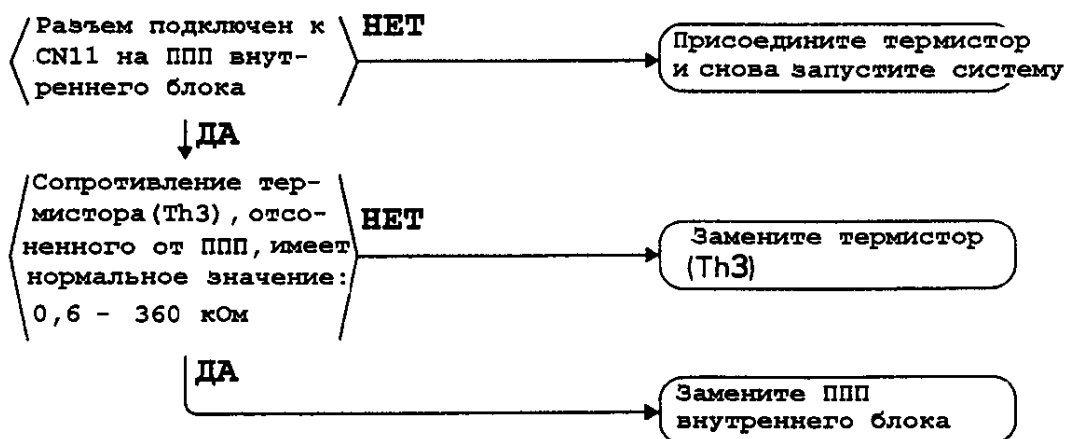 Разъем подключен к
CN11 на ППП внут-
реннего блока
НЕТ
Присоедините термистор
и снова запустите систему
ДА
Сопротивление тер-
мистора(Th3), отсо-
ненного от ППП, имеет
нормальное значение:
0,6 - 360 кОм
НЕТ
Замените термистор
(Th3)
ДА
Замените ППП
внутреннего блока